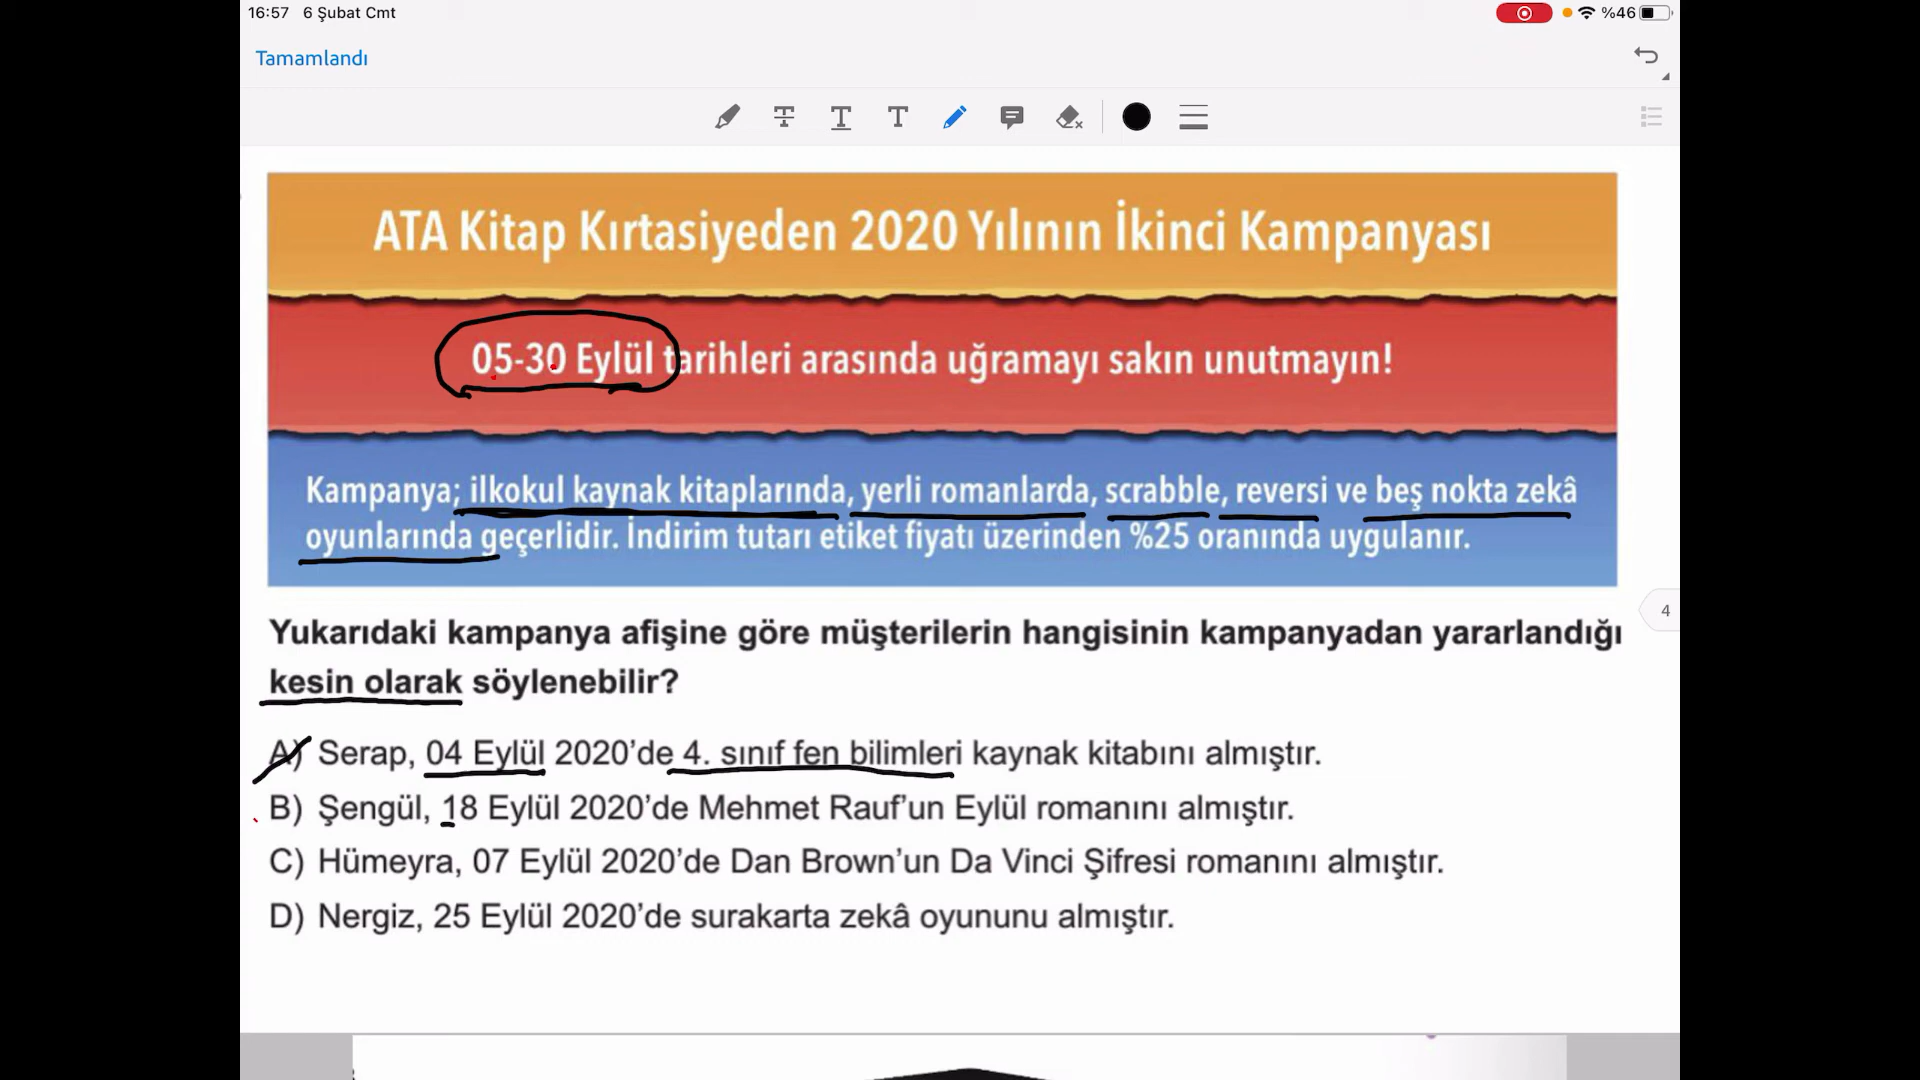 16:57 6 Şubat Cmt
%46
Tamamlandı
ATA Kitap Kırtasiyeden 2020 Yılının İkinci Kampanyası
05-30 Eylül tarihleri arasında uğramayı sakın unutmayın!
Kampanya; ilkokul kaynak kitaplarında, yerli romanlarda, scrabble, reversi ve beş nokta zekâ
oyunlarında geçerlidir. İndirim tutarı etiket fiyatı üzerinden %25 oranında uygulanır.
4
Yukarıdaki kampanya afişine göre müşterilerin hangisinin kampanyadan yararlandığı
kesin olarak söylenebilir?
A) Serap, 04 Eylül 2020’de 4. sınıf fen bilimleri kaynak kitabını almıştır.
B) Şengül, 18 Eylül 2020’de Mehmet Rauf’un Eylül romanını almıştır.
C) Hümeyra, 07 Eylül 2020’de Dan Brown’un Da Vinci Şifresi romanını almıştır.
D) Nergiz, 25 Eylül 2020’de surakarta zekâ oyununu almıştır.